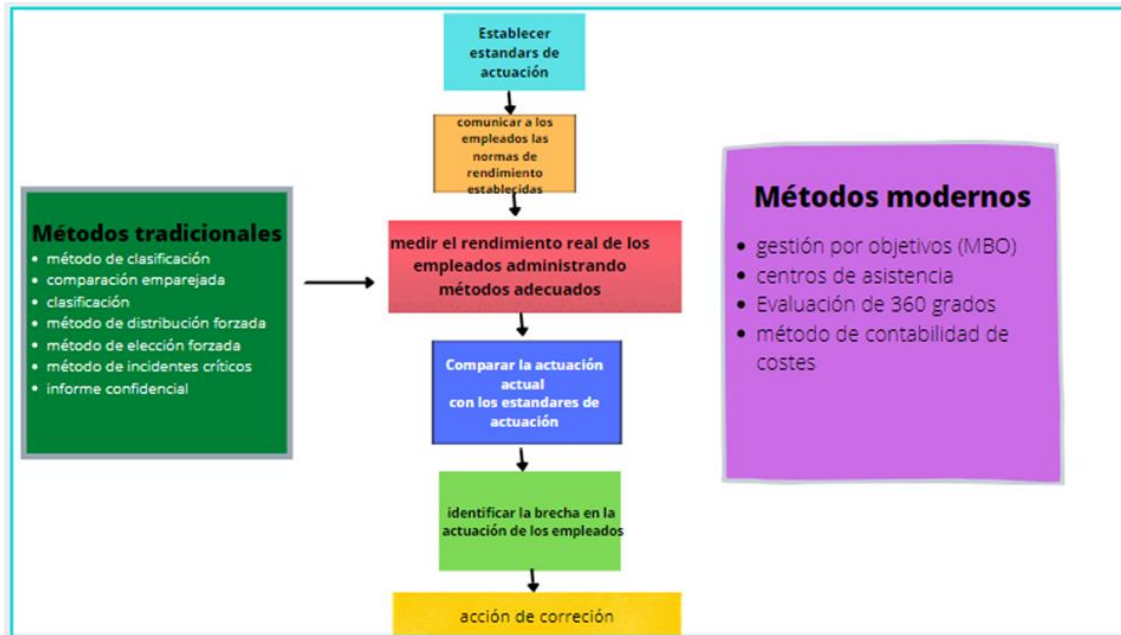 Establecer
estandars de
actuación
comunicar a los
empleados las
normas de
rendimiento
establecidas
Métodos tradicionales
• método de clasificación
• comparación emparejada
• clasificación
• método de distribución forzada
• método de elección forzada
• método de incidentes críticos
• informe confidencial
medir el rendimiento real de los
empleados administrando
métodos adecuados
Métodos modernos
• gestión por objetivos (MBO)
• centros de asistencia
• Evaluación de 360 grados
• método de contabilidad de
costes
Comparar la actuación
actual
con los estandares de
actuación
identificar la brecha en la
actuación de los empleados
acción de correción